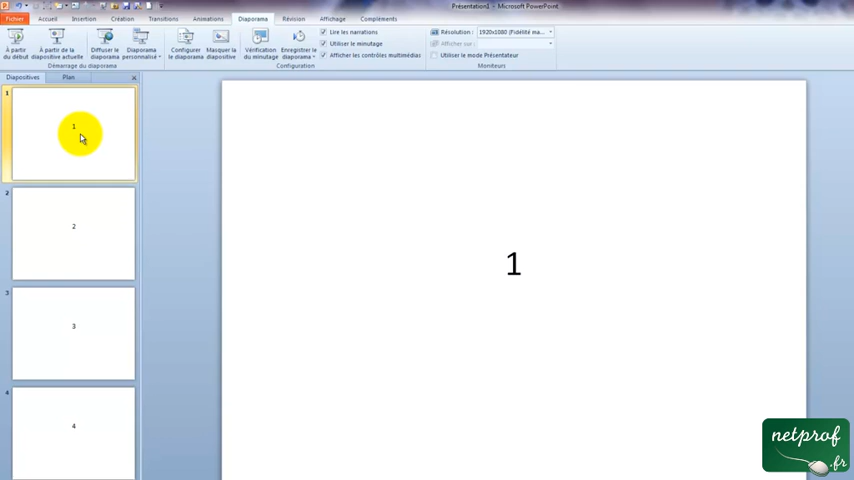 Présentation1 - Microsoft PowerPoint
Fichier Accueil Insertion Création Transitions Animations Diaporama Révision Affichage Compléments
À partir du début
À partir de la diapositive actuelle
Diffuser le diaporama
Diaporama personnalisé
Démarrage du diaporama
Configurer le diaporama
Masquer la diapositive
Vérification du minutage
Enregistrer le diaporama
Lire les narrations
Utiliser le minutage
Afficher les contrôles multimédias
Configuration
Résolution : 1920x1080 (Fidélité ma...
Afficher sur :
Utiliser le mode Présentateur
Moniteurs
Diapositives Plan
1
1
2
2
3
3
4
4
1
netprof
.fr